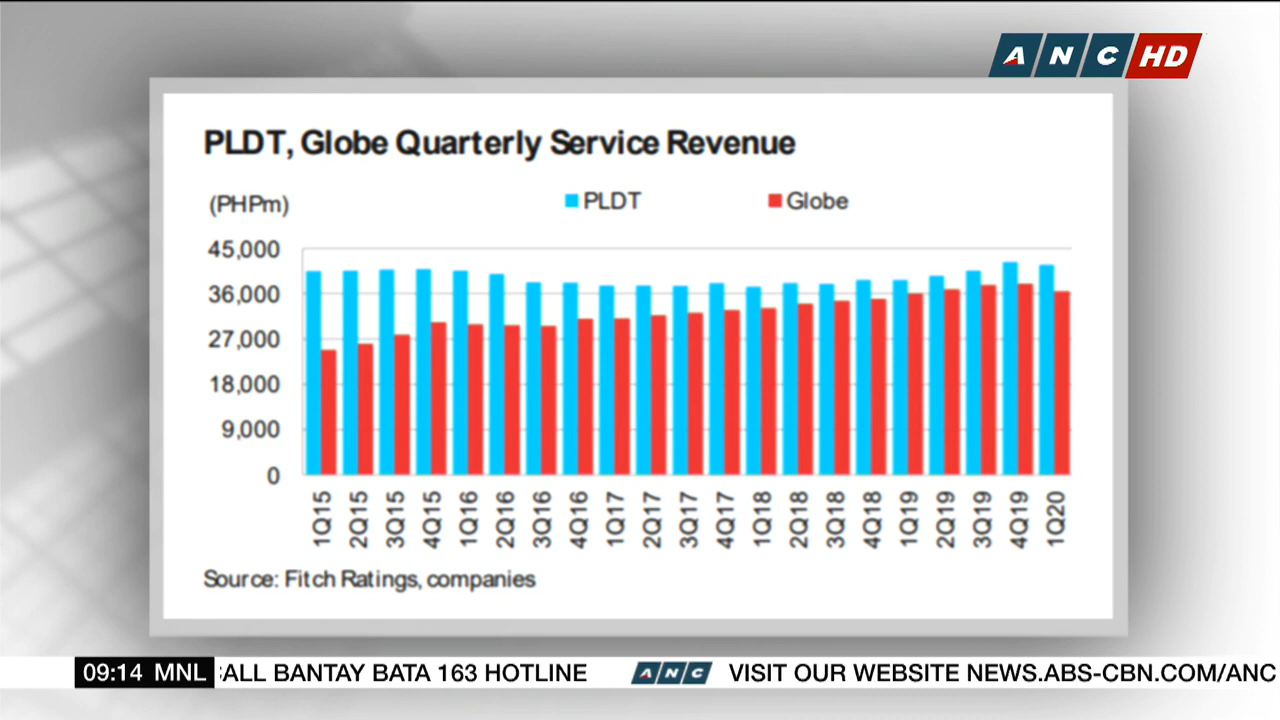 ANC HD
PLDT, Globe Quarterly Service Revenue
(PHPm)
PLDT
Globe
45,000
36,000
27,000
18,000
9,000
0
1Q15 2Q15 3Q15 4Q15 1Q16 2Q16 3Q16 4Q16 1Q17 2Q17 3Q17 4Q17 1Q18 2Q18 3Q18 4Q18 1Q19 2Q19 3Q19 4Q19 1Q20
Source: Fitch Ratings, companies
09:14 MNL ALL BANTAY BATA 163 HOTLINE ANC VISIT OUR WEBSITE NEWS.ABS-CBN.COM/ANC